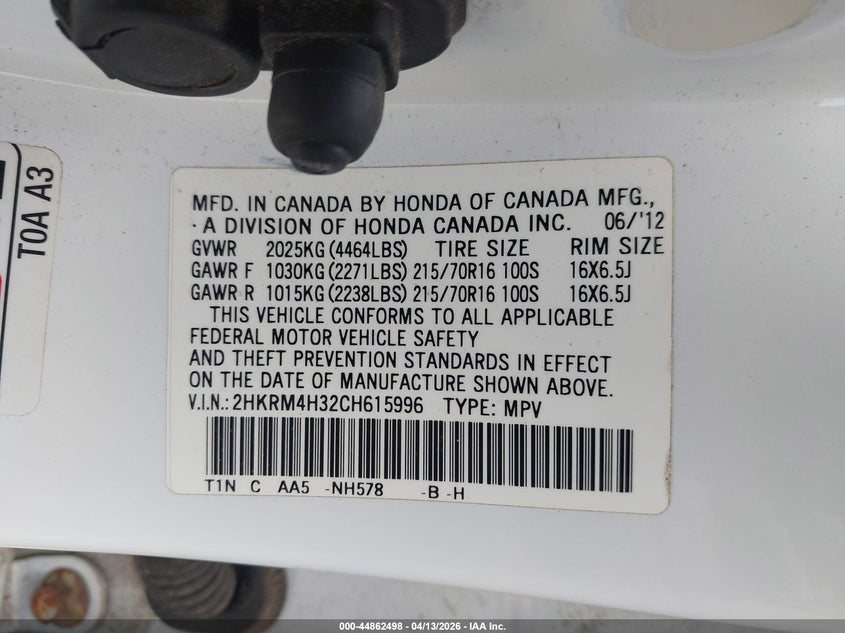 MFD. IN CANADA BY HONDA OF CANADA MFG.,
· A DIVISION OF HONDA CANADA INC. 06/'12
GVWR 2025KG (4464LBS) TIRE SIZE RIM SIZE
GAWR F 1030KG (2271LBS) 215/70R16 100S 16X6.5J
GAWR R 1015KG (2238LBS) 215/70R16 100S 16X6.5J
THIS VEHICLE CONFORMS TO ALL APPLICABLE
FEDERAL MOTOR VEHICLE SAFETY
AND THEFT PREVENTION STANDARDS IN EFFECT
ON THE DATE OF MANUFACTURE SHOWN ABOVE.
V.I.N.: 2HKRM4H32CH615996 TYPE: MPV
T1N C AA5 -NH578 -B -H
T0A A3
000-44862498 - 04/13/2026 - IAA Inc.